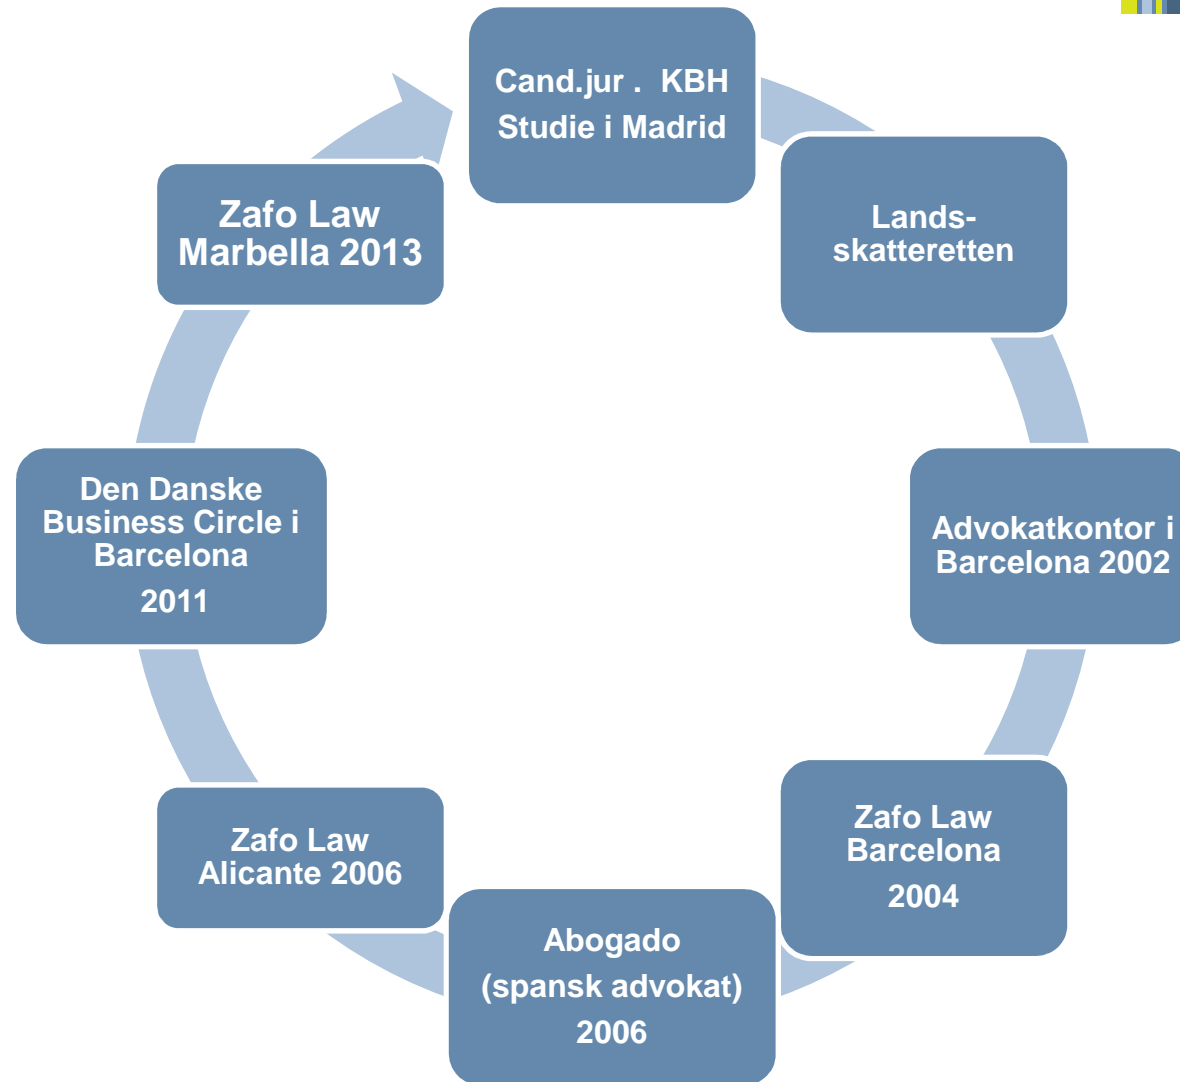 Cand.jur . KBH
Studie i Madrid
Lands-
skatteretten
Advokatkontor i
Barcelona 2002
Zafo Law
Barcelona
2004
Abogado
(spansk advokat)
2006
Zafo Law
Alicante 2006
Den Danske
Business Circle i
Barcelona
2011
Zafo Law
Marbella 2013